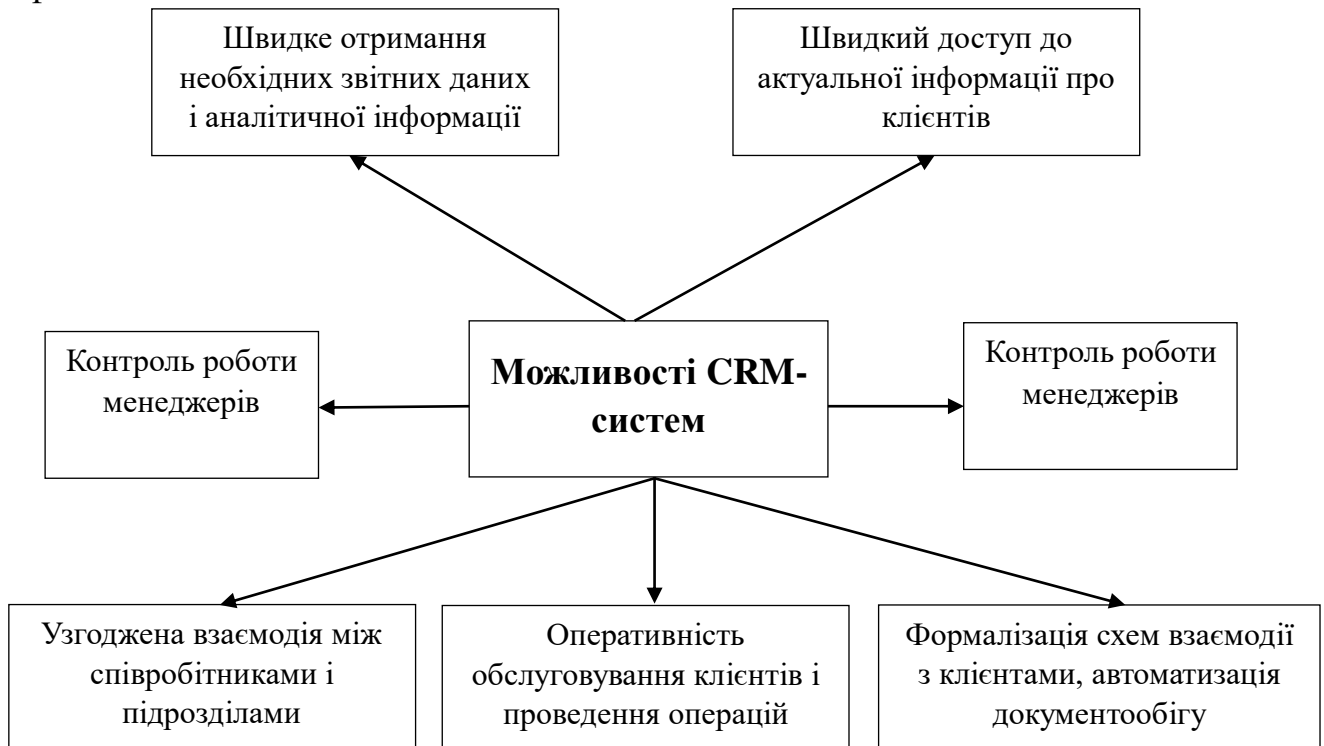 Швидке отримання
необхідних звітних даних
і аналітичної інформації
Швидкий доступ до
актуальної інформації про
клієнтів
Контроль роботи
менеджерів
Можливості CRM-
систем
Контроль роботи
менеджерів
Узгоджена взаємодія між
співробітниками і
підрозділами
Оперативність
обслуговування клієнтів і
проведення операцій
Формалізація схем взаємодії
з клієнтами, автоматизація
документообігу